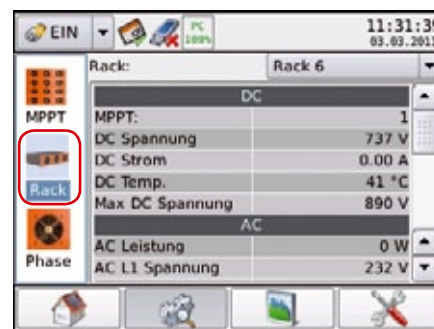 EIN
PC
100%
11:31:39
03.03.201
Rack:
Rack 6
DC
MPPT
MPPT:
1
DC Spannung
737 V
DC Strom
0.00 A
Rack
DC Temp.
41 °C
Max DC Spannung
890 V
AC
Phase
AC Leistung
0 W
AC L1 Spannung
232 V